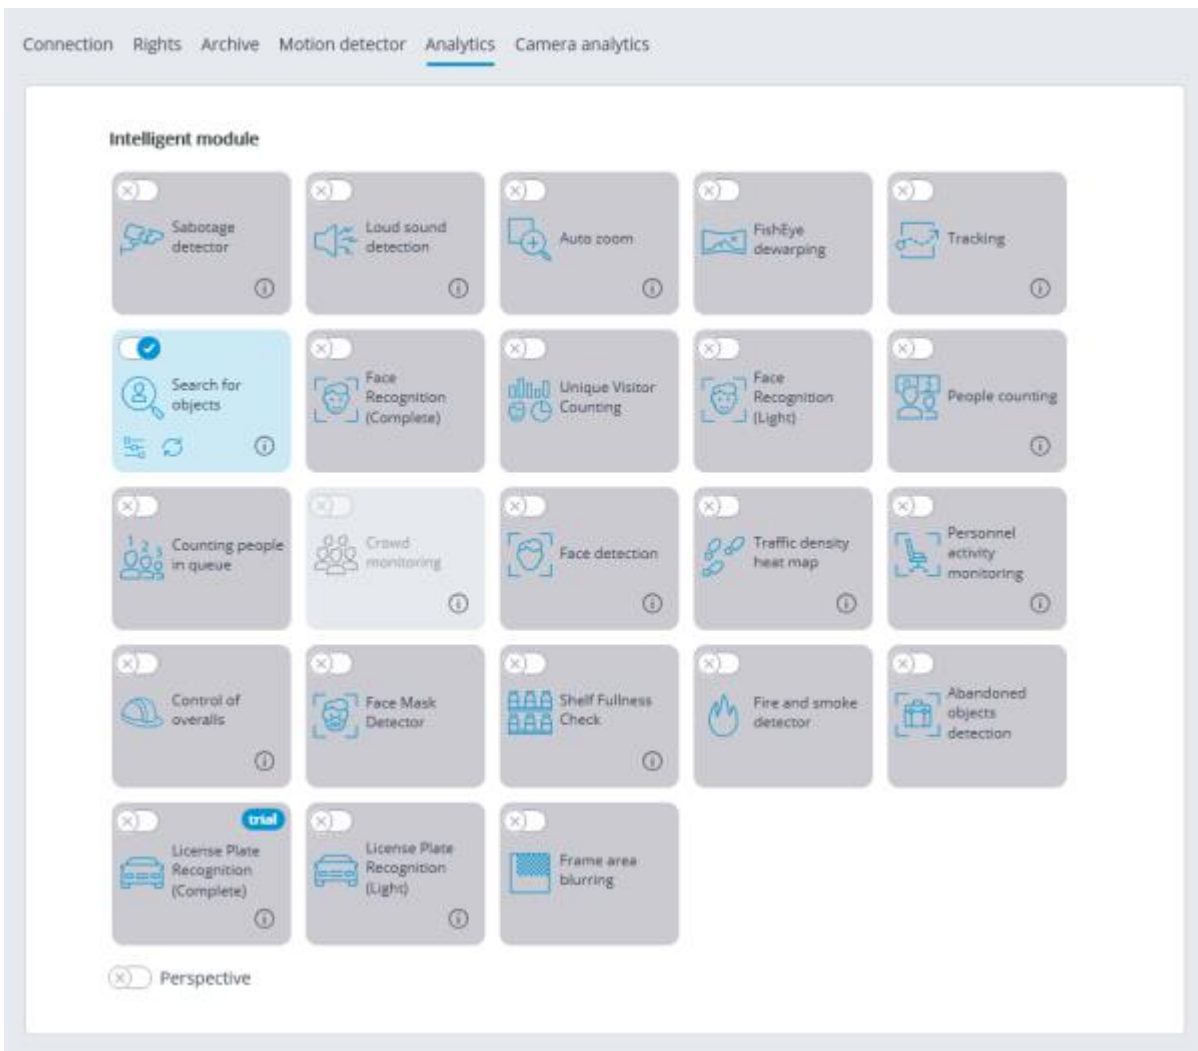 Connection Rights Archive Motion detector Analytics Camera analytics
Intelligent module
Sabotage
detector
Loud sound
detection
Auto zoom
FishEye
dewarping
Tracking
Search for
objects
Face
Recognition
(Complete)
Unique Visitor
Counting
Face
Recognition
(Light)
People counting
Counting people
in queue
Crowd
monitoring
Face detection
Traffic density
heat map
Personnel
activity
monitoring
Control of
overalls
Face Mask
Detector
Shelf Fullness
Check
Fire and smoke
detector
Abandoned
objects
detection
trial
License Plate
Recognition
(Complete)
License Plate
Recognition
(Light)
Frame area
blurring
Perspective